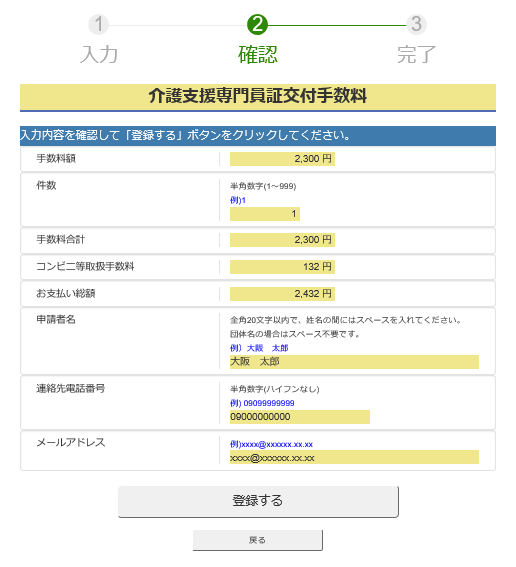 1 2 3
入力 確認 完了
介護支援専門員証交付手数料
入力内容を確認して「登録する」ボタンをクリックしてください。
手数料額 2,300 円
件数 半角数字(1～999)
例)1
1
手数料合計 2,300 円
コンビニ等取扱手数料 132 円
お支払い総額 2,432 円
申請者名 全角20文字以内で、姓名の間にはスペースを入れてください。
団体名の場合はスペース不要です。
例）大阪　太郎
大阪　太郎
連絡先電話番号 半角数字(ハイフンなし)
例) 09099999999
09000000000
メールアドレス 例)xxxx@xxxxxx.xx.xx
xxxx@xxxxxx.xx.xx
登録する
戻る